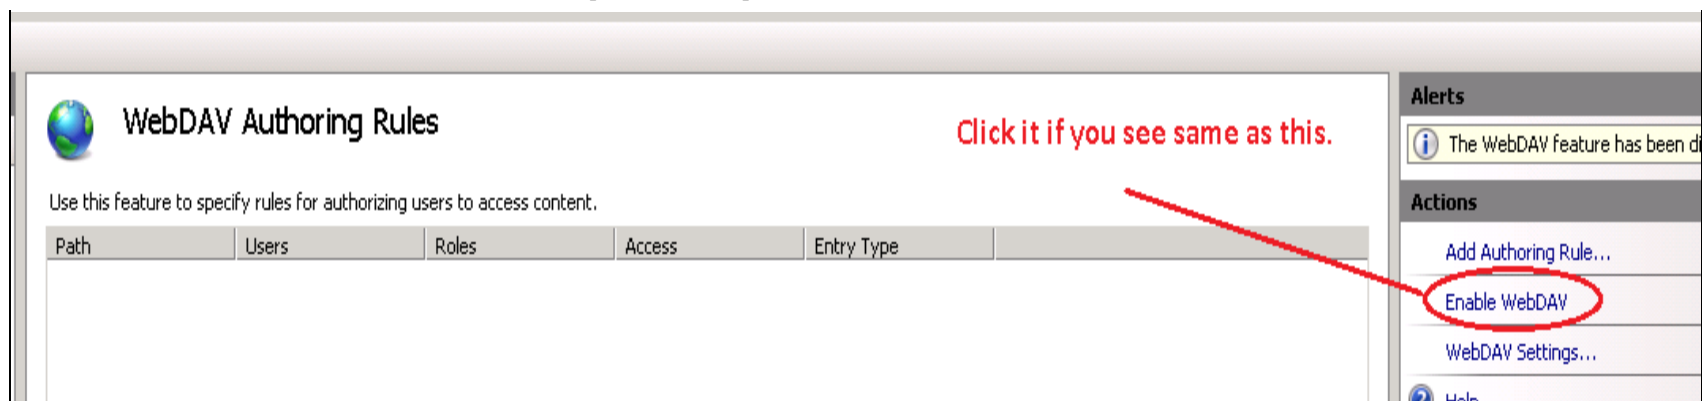 WebDAV Authoring Rules
Click it if you see same as this.
Use this feature to specify rules for authorizing users to access content.
Path Users Roles Access Entry Type
Alerts
The WebDAV feature has been
Actions
Add Authoring Rule...
Enable WebDAV
WebDAV Settings...
Help